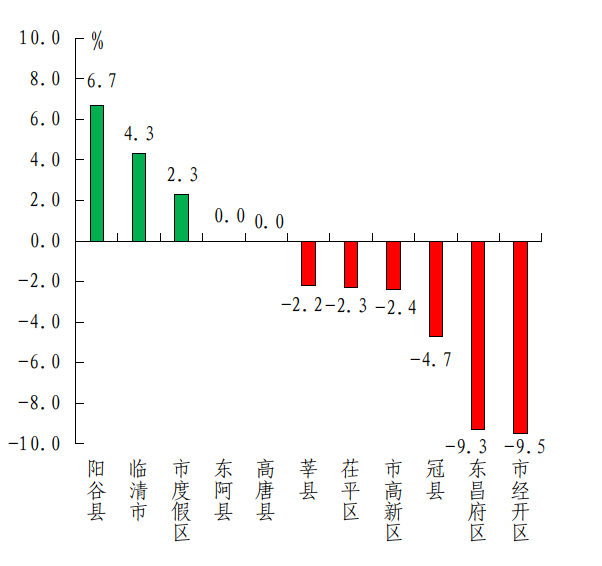 %
10.0
8.0
6.0
4.0
2.0
0.0
-2.0
-4.0
-6.0
-8.0
-10.0
6.7
4.3
2.3
0.0
0.0
-2.2
-2.3
-2.4
-4.7
-9.3
-9.5
阳谷县
临清市
市度假区
东阿县
高唐县
莘县
茌平区
市高新区
冠县
东昌府区
市经开区